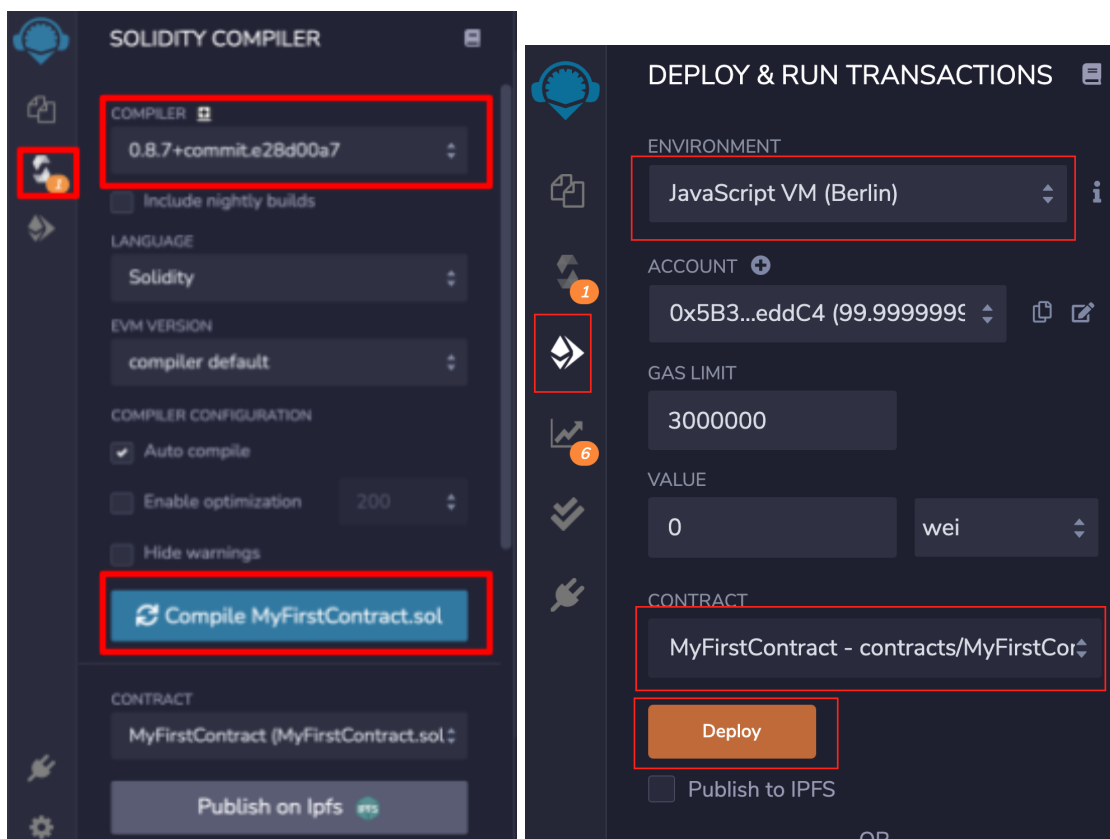 SOLIDITY COMPILER
COMPILER
0.8.7+commit.e28d00a7
1
Include nightly builds
LANGUAGE
Solidity
EVM VERSION
compiler default
COMPILER CONFIGURATION
Auto compile
Enable optimization
200
Hide warnings
Compile MyFirstContract.sol
CONTRACT
MyFirstContract (MyFirstContract.sol
Publish on Ipfs
IPFS
DEPLOY & RUN TRANSACTIONS
ENVIRONMENT
JavaScript VM (Berlin)
i
ACCOUNT
1
0x5B3...eddC4 (99.9999999
GAS LIMIT
3000000
6
VALUE
0
wei
CONTRACT
MyFirstContract - contracts/MyFirstCor
Deploy
Publish to IPFS
OR